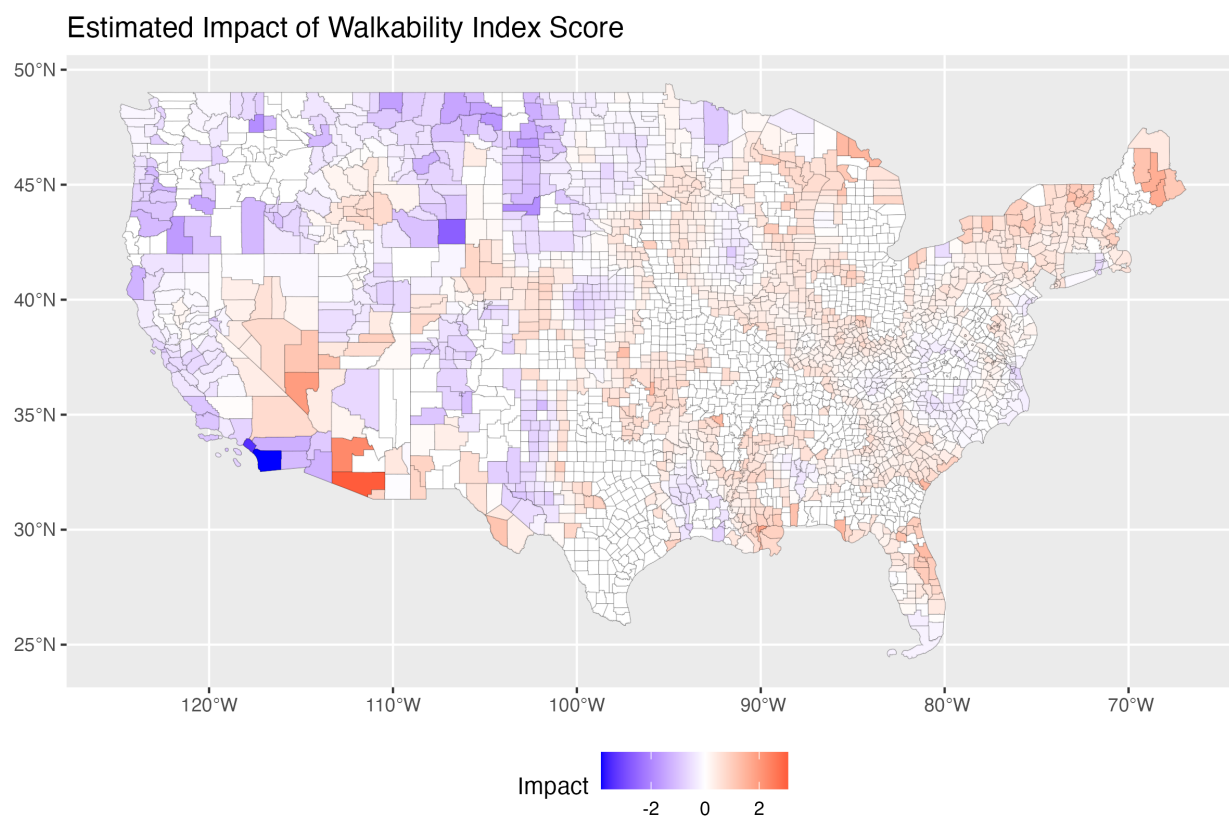 Estimated Impact of Walkability Index Score
50°N
45°N
40°N
35°N
30°N
25°N
120°W 110°W 100°W 90°W 80°W 70°W
Impact
-2 0 2